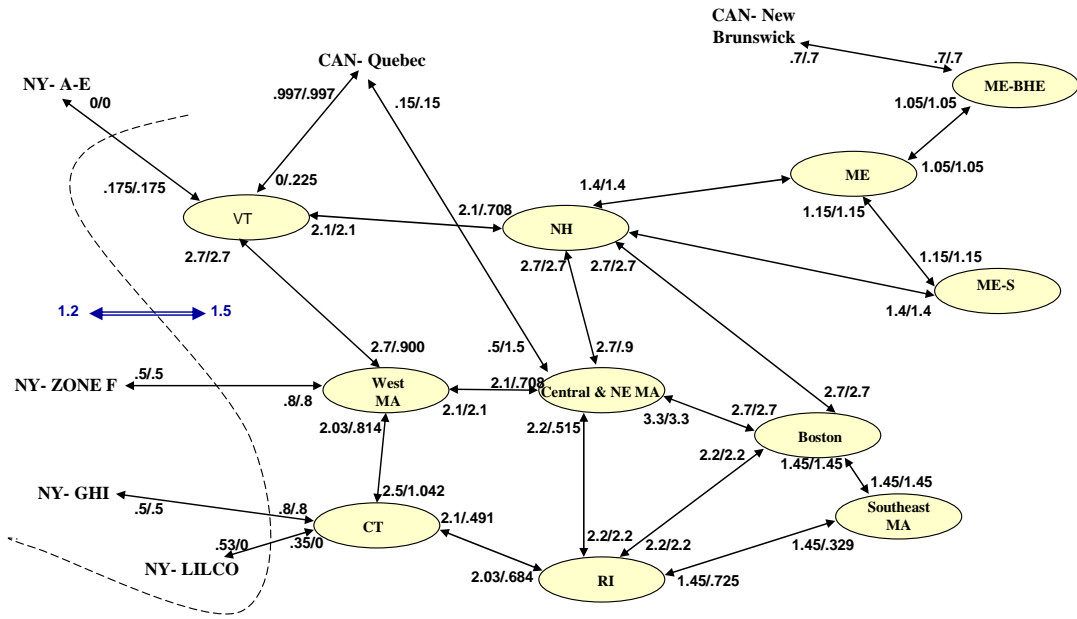 CAN- New
Brunswick
.7/.7
.7/.7
ME-BHE
CAN- Quebec
NY- A-E
0/0
.997/.997
.15/.15
1.05/1.05
1.05/1.05
ME
.175/.175
0/.225
1.4/1.4
1.15/1.15
VT
2.1/.708
2.1/2.1
NH
2.7/2.7
2.7/2.7
2.7/2.7
1.15/1.15
ME-S
1.4/1.4
1.2
1.5
2.7/.900
.5/1.5
2.7/.9
NY- ZONE F
.5/.5
.8/.8
West
MA
2.1/.708
2.1/2.1
Central & NE MA
2.7/2.7
2.7/2.7
3.3/3.3
2.03/.814
2.2/.515
Boston
2.2/2.2
1.45/1.45
1.45/1.45
NY- GHI
.5/.5
.8/.8
2.5/1.042
CT
2.1/.491
Southeast
MA
.53/0
.35/0
NY- LILCO
2.2/2.2
2.2/2.2
1.45/.329
2.03/.684
RI
1.45/.725